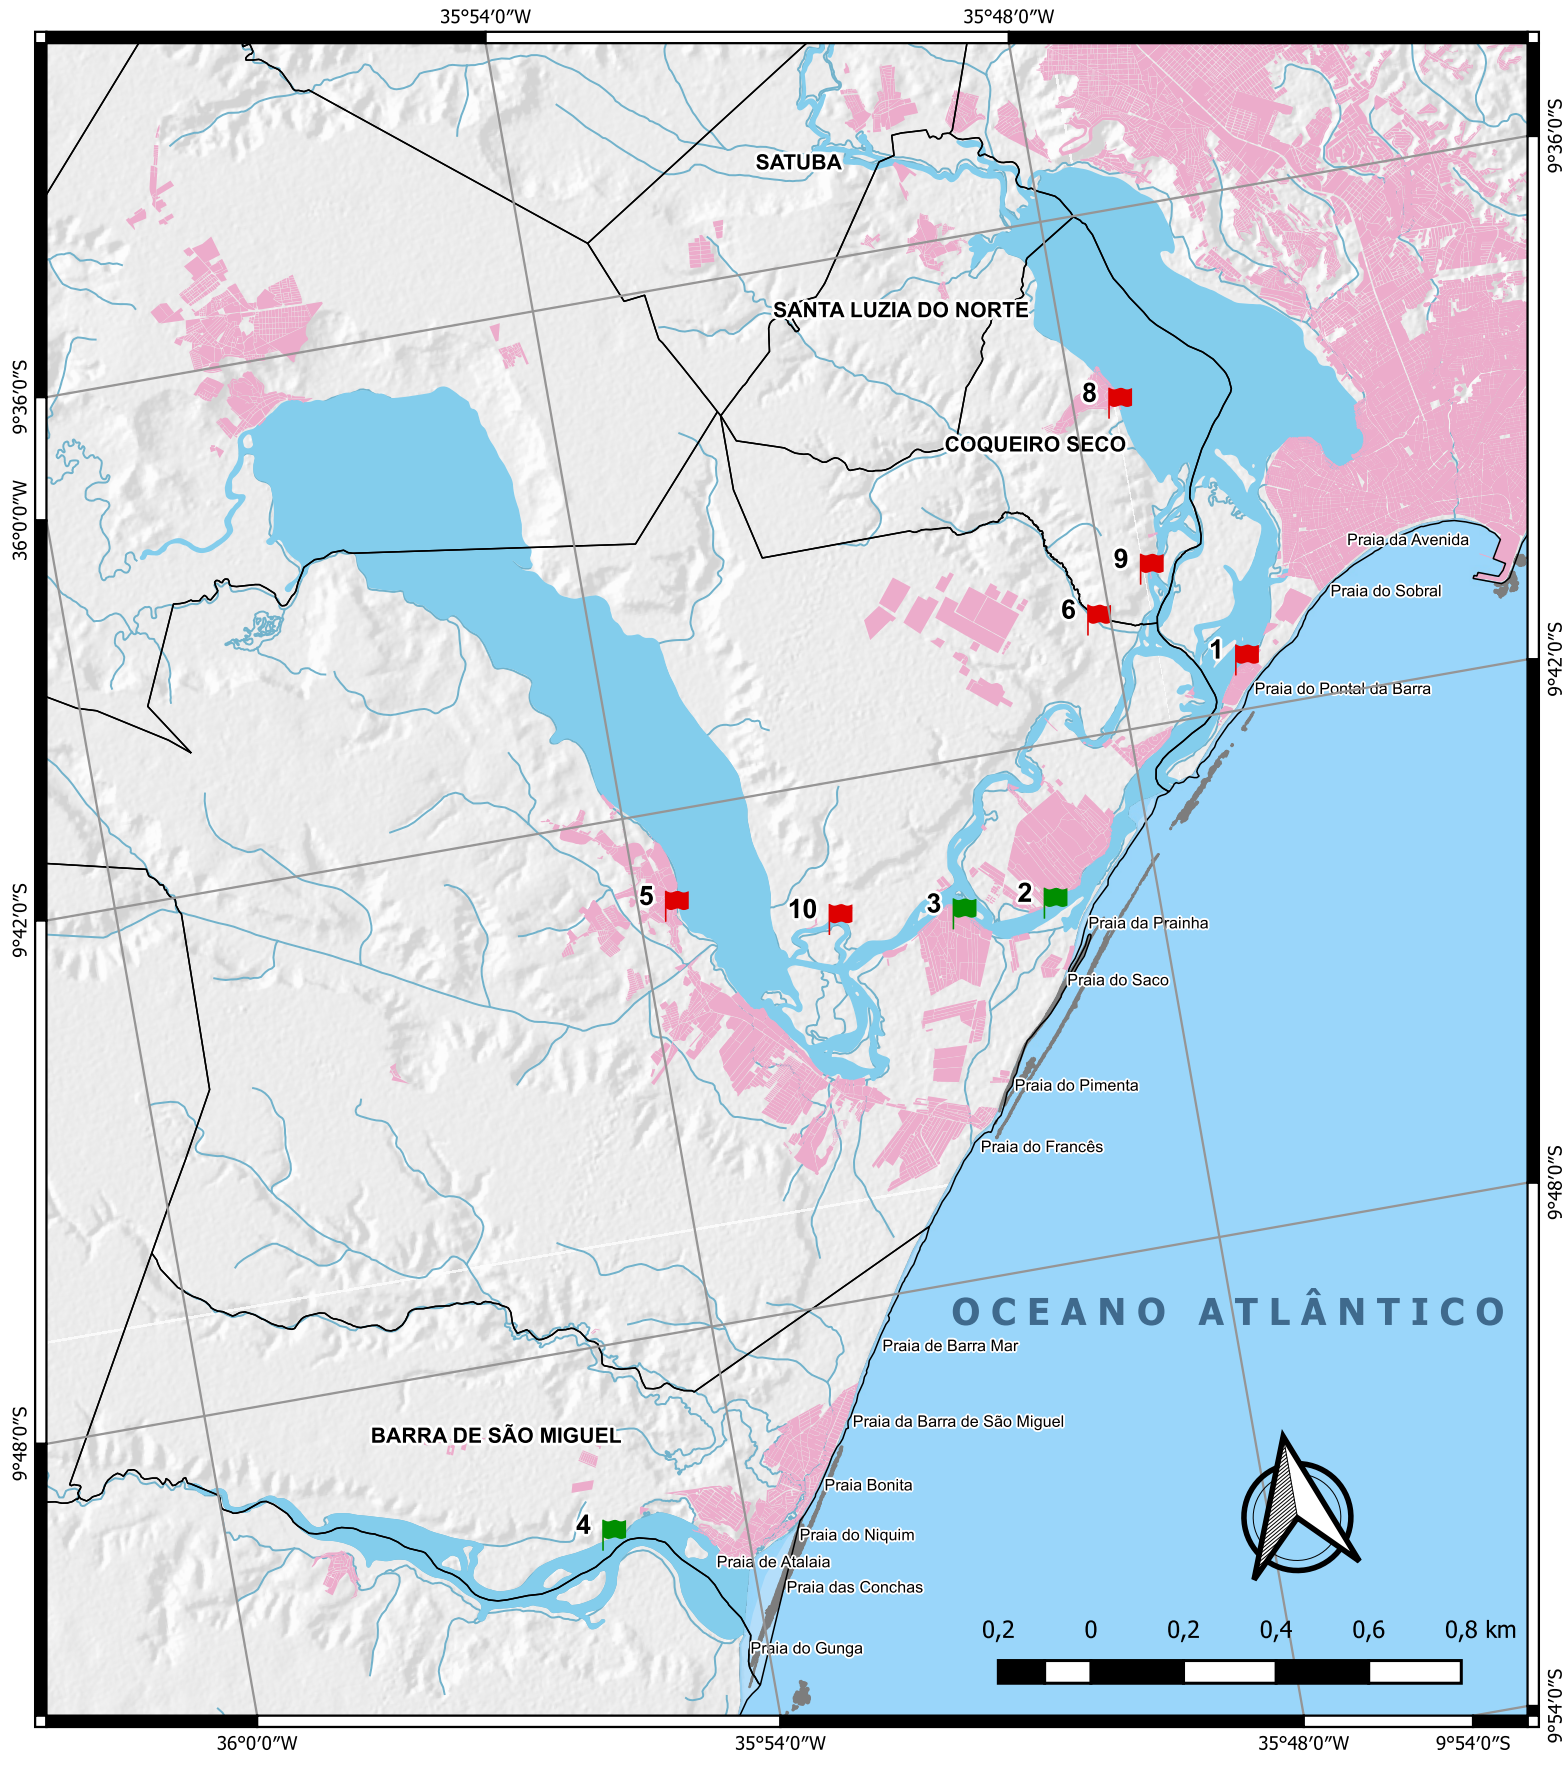 35°54′0″W
35°48′0″W
9°36′0″S
SATUBA
SANTA LUZIA DO NORTE
9°36′0″S
8
COQUEIRO SECO
36°0′0″W
Praia da Avenida
9
Praia do Sobral
6
1
9°42′0″S
Praia do Pontal da Barra
5
10
3
2
9°42′0″S
Praia da Prainha
Praia do Saco
Praia do Pimenta
Praia do Francês
9°48′0″S
OCEANO ATLÂNTICO
Praia de Barra Mar
Praia da Barra de São Miguel
BARRA DE SÃO MIGUEL
9°48′0″S
Praia Bonita
4
Praia do Niquim
Praia de Atalaia
Praia das Conchas
0,2 0 0,2 0,4 0,6 0,8 km
Praia do Gunga
9°54′0″S
36°0′0″W
35°54′0″W
35°48′0″W
9°54′0″S